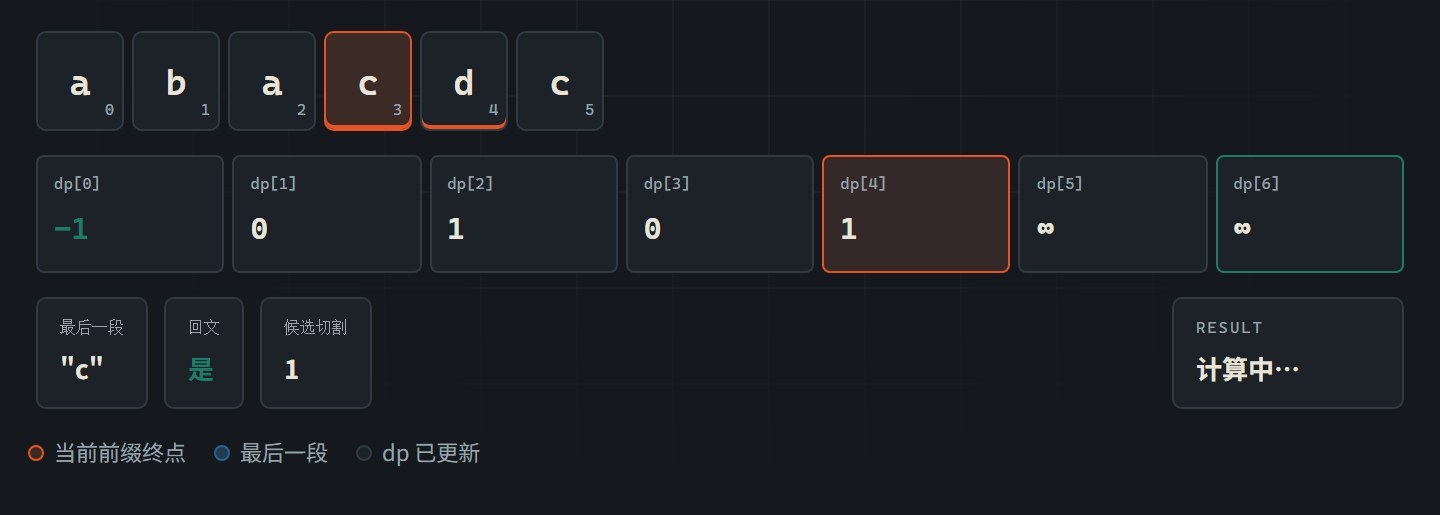 a 0 b 1 a 2 c 3 d 4 c 5
dp[0] dp[1] dp[2] dp[3] dp[4] dp[5] dp[6]
−1 0 1 0 1 ∞ ∞
最后一段 回文 候选切割 RESULT
"c" 是 1 计算中…
当前前缀终点 最后一段 dp 已更新